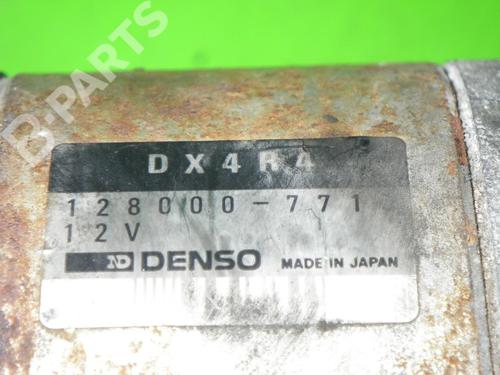 B-PARTS
DX4R4
128000-771
12V
ND DENSO MADE IN JAPAN